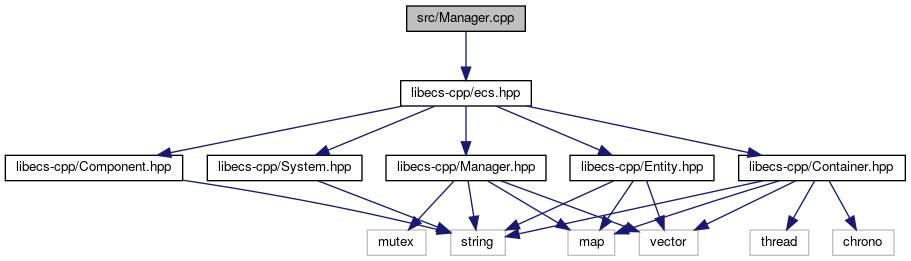 src/Manager.cpp
libecs-cpp/ecs.hpp
libecs-cpp/Component.hpp
libecs-cpp/System.hpp
libecs-cpp/Manager.hpp
libecs-cpp/Entity.hpp
libecs-cpp/Container.hpp
mutex
string
map
vector
thread
chrono